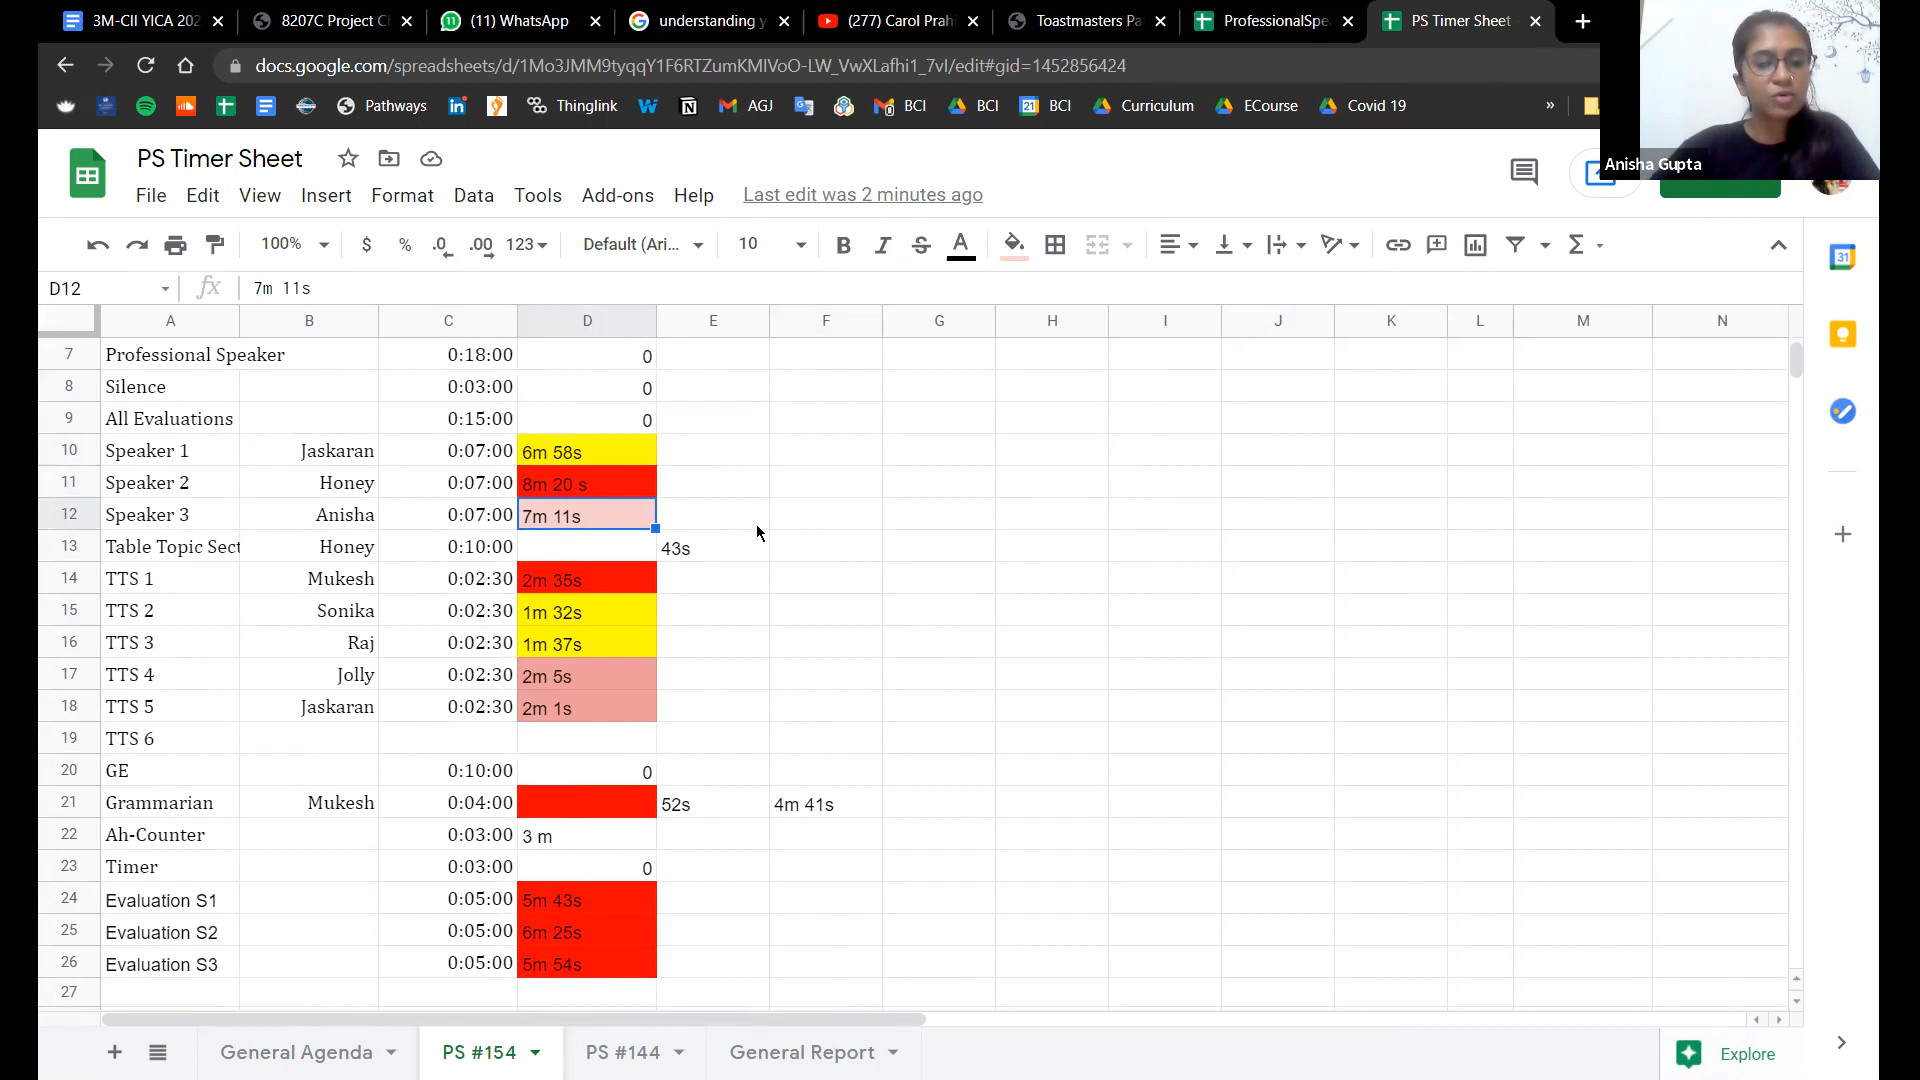 3M-CII YICA 202
8207C Project C
(11) WhatsApp
understanding y
(277) Carol Prah
Toastmasters Pa
ProfessionalSpe
PS Timer Sheet
docs.google.com/spreadsheets/d/1Mo3JMM9tyqqY1F6RTZumKMIVoO-LW_VwXLafhi1_7vI/edit#gid=1452856424
Pathways
Thinglink
AGJ
BCI
BCI
BCI
Curriculum
ECourse
Covid 19
»
Anisha Gupta
PS Timer Sheet
File Edit View Insert Format Data Tools Add-ons Help Last edit was 2 minutes ago
100% $ % .0 .00 123 Default (Ari... 10 B I S A
D12 fx 7m 11s
A B C D E F G H I J K L M N
7 Professional Speaker 0:18:00 0
8 Silence 0:03:00 0
9 All Evaluations 0:15:00 0
10 Speaker 1 Jaskaran 0:07:00 6m 58s
11 Speaker 2 Honey 0:07:00 8m 20 s
12 Speaker 3 Anisha 0:07:00 7m 11s
13 Table Topic Sect Honey 0:10:00 43s
14 TTS 1 Mukesh 0:02:30 2m 35s
15 TTS 2 Sonika 0:02:30 1m 32s
16 TTS 3 Raj 0:02:30 1m 37s
17 TTS 4 Jolly 0:02:30 2m 5s
18 TTS 5 Jaskaran 0:02:30 2m 1s
19 TTS 6
20 GE 0:10:00 0
21 Grammarian Mukesh 0:04:00 52s 4m 41s
22 Ah-Counter 0:03:00 3 m
23 Timer 0:03:00 0
24 Evaluation S1 0:05:00 5m 43s
25 Evaluation S2 0:05:00 6m 25s
26 Evaluation S3 0:05:00 5m 54s
27
General Agenda PS #154 PS #144 General Report Explore